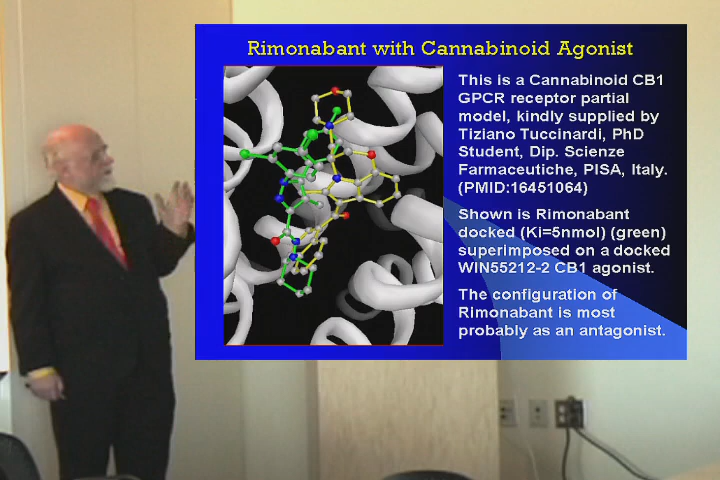 Rimonabant with Cannabinoid Agonist
This is a Cannabinoid CB1
GPCR receptor partial
model, kindly supplied by
Tiziano Tuccinardi, PhD
Student, Dip. Scienze
Farmaceutiche, PISA, Italy.
(PMID:16451064)
Shown is Rimonabant
docked (Ki=5nmol) (green)
superimposed on a docked
WIN55212-2 CB1 agonist.
The configuration of
Rimonabant is most
probably as an antagonist.